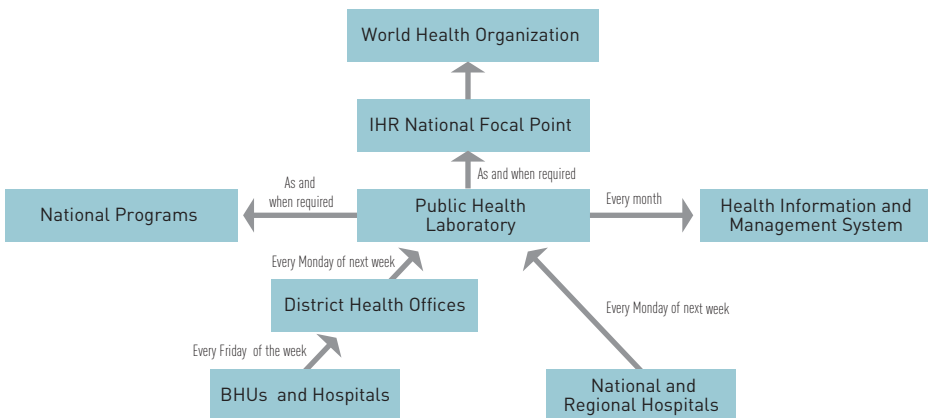 World Health Organization
IHR National Focal Point
As and when required
As and
when required
National Programs
Public Health
Laboratory
Every month
Health Information and
Management System
Every Monday of next week
District Health Offices
Every Monday of next week
Every Friday of the week
BHUs and Hospitals
National and
Regional Hospitals